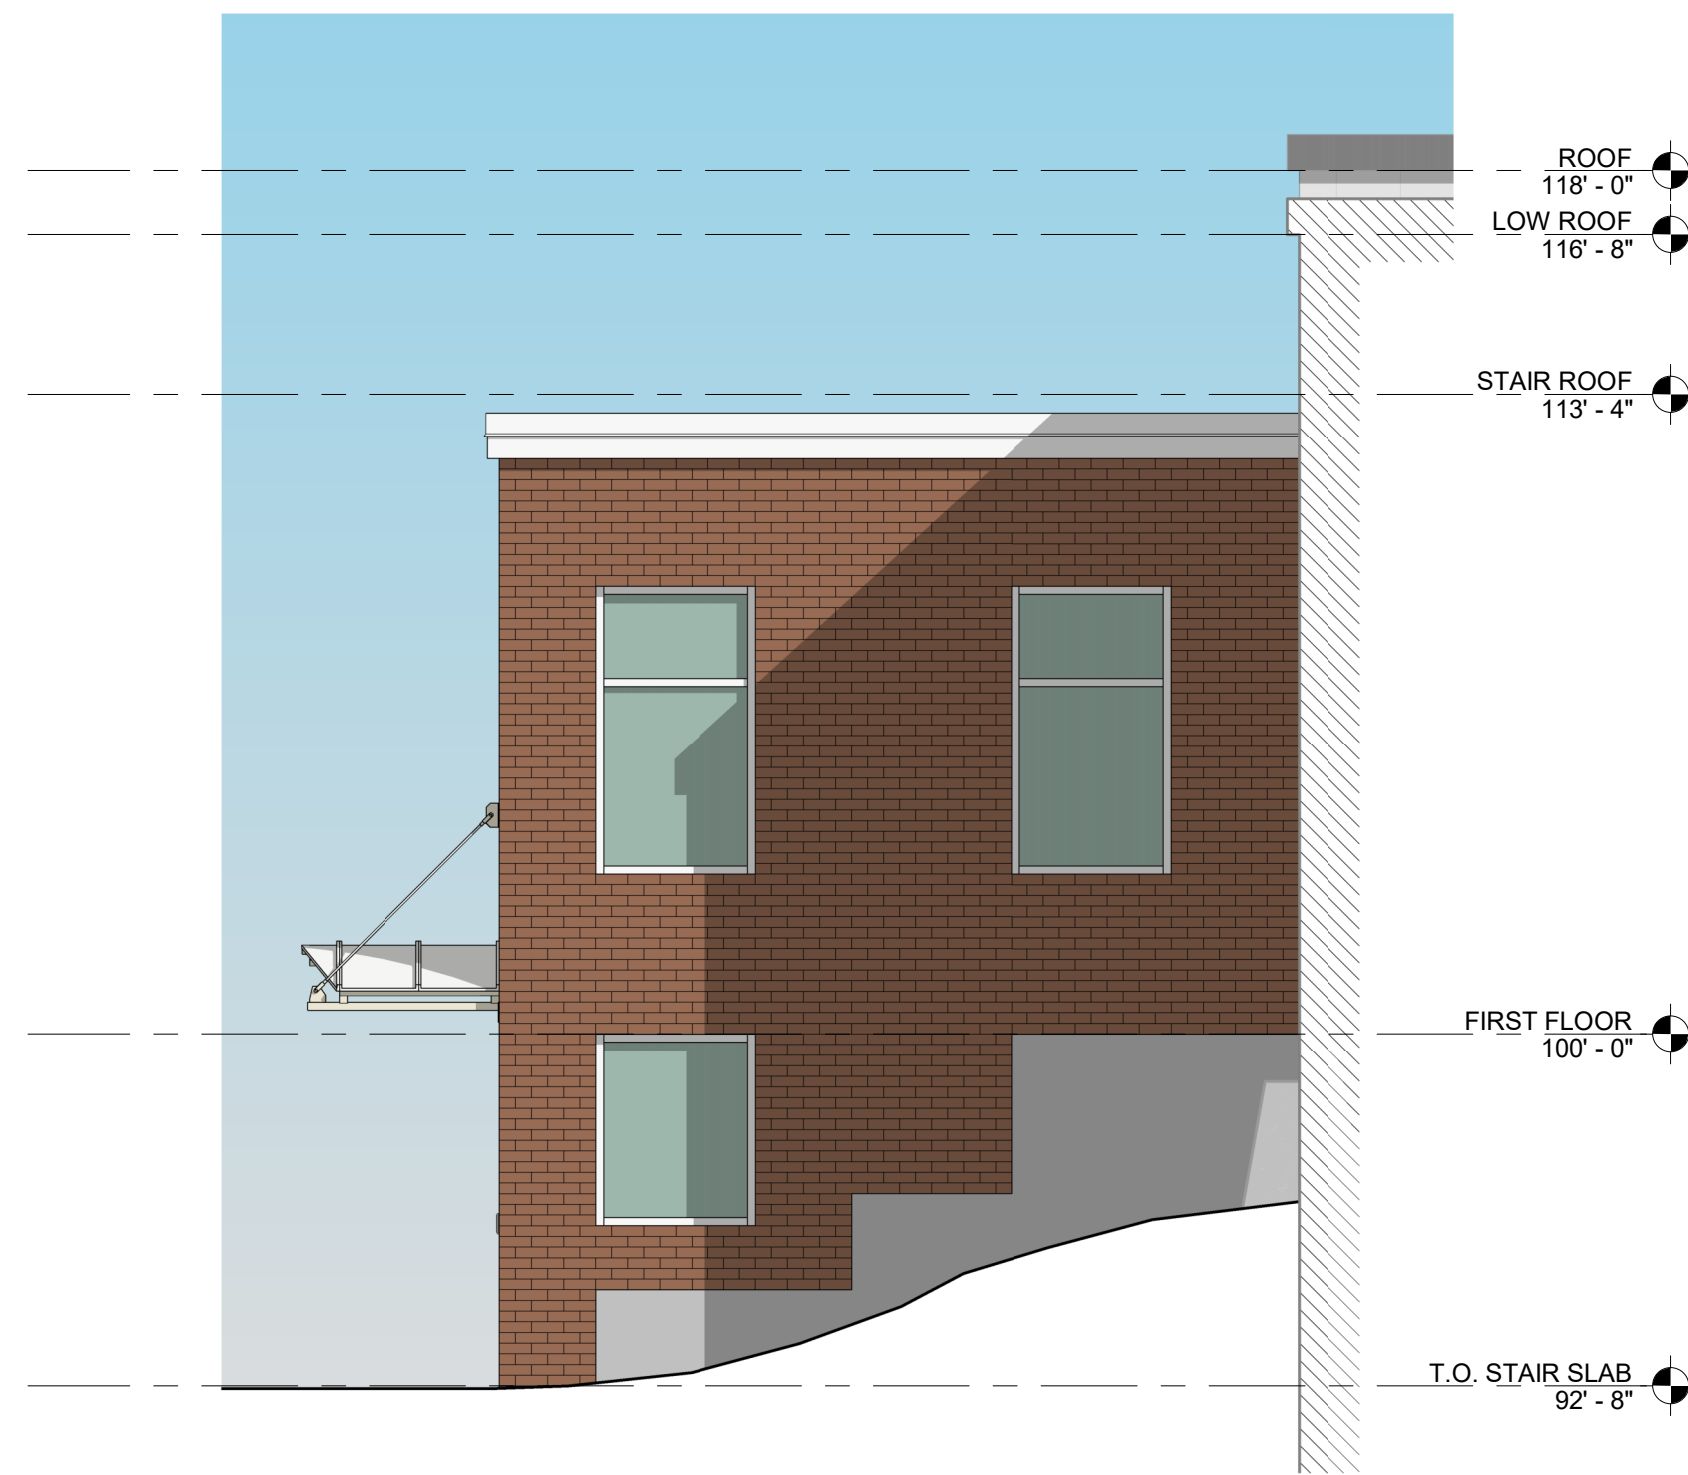 ROOF
118' - 0"
LOW ROOF
116' - 8"
STAIR ROOF
113' - 4"
FIRST FLOOR
100' - 0"
T.O. STAIR SLAB
92' - 8"